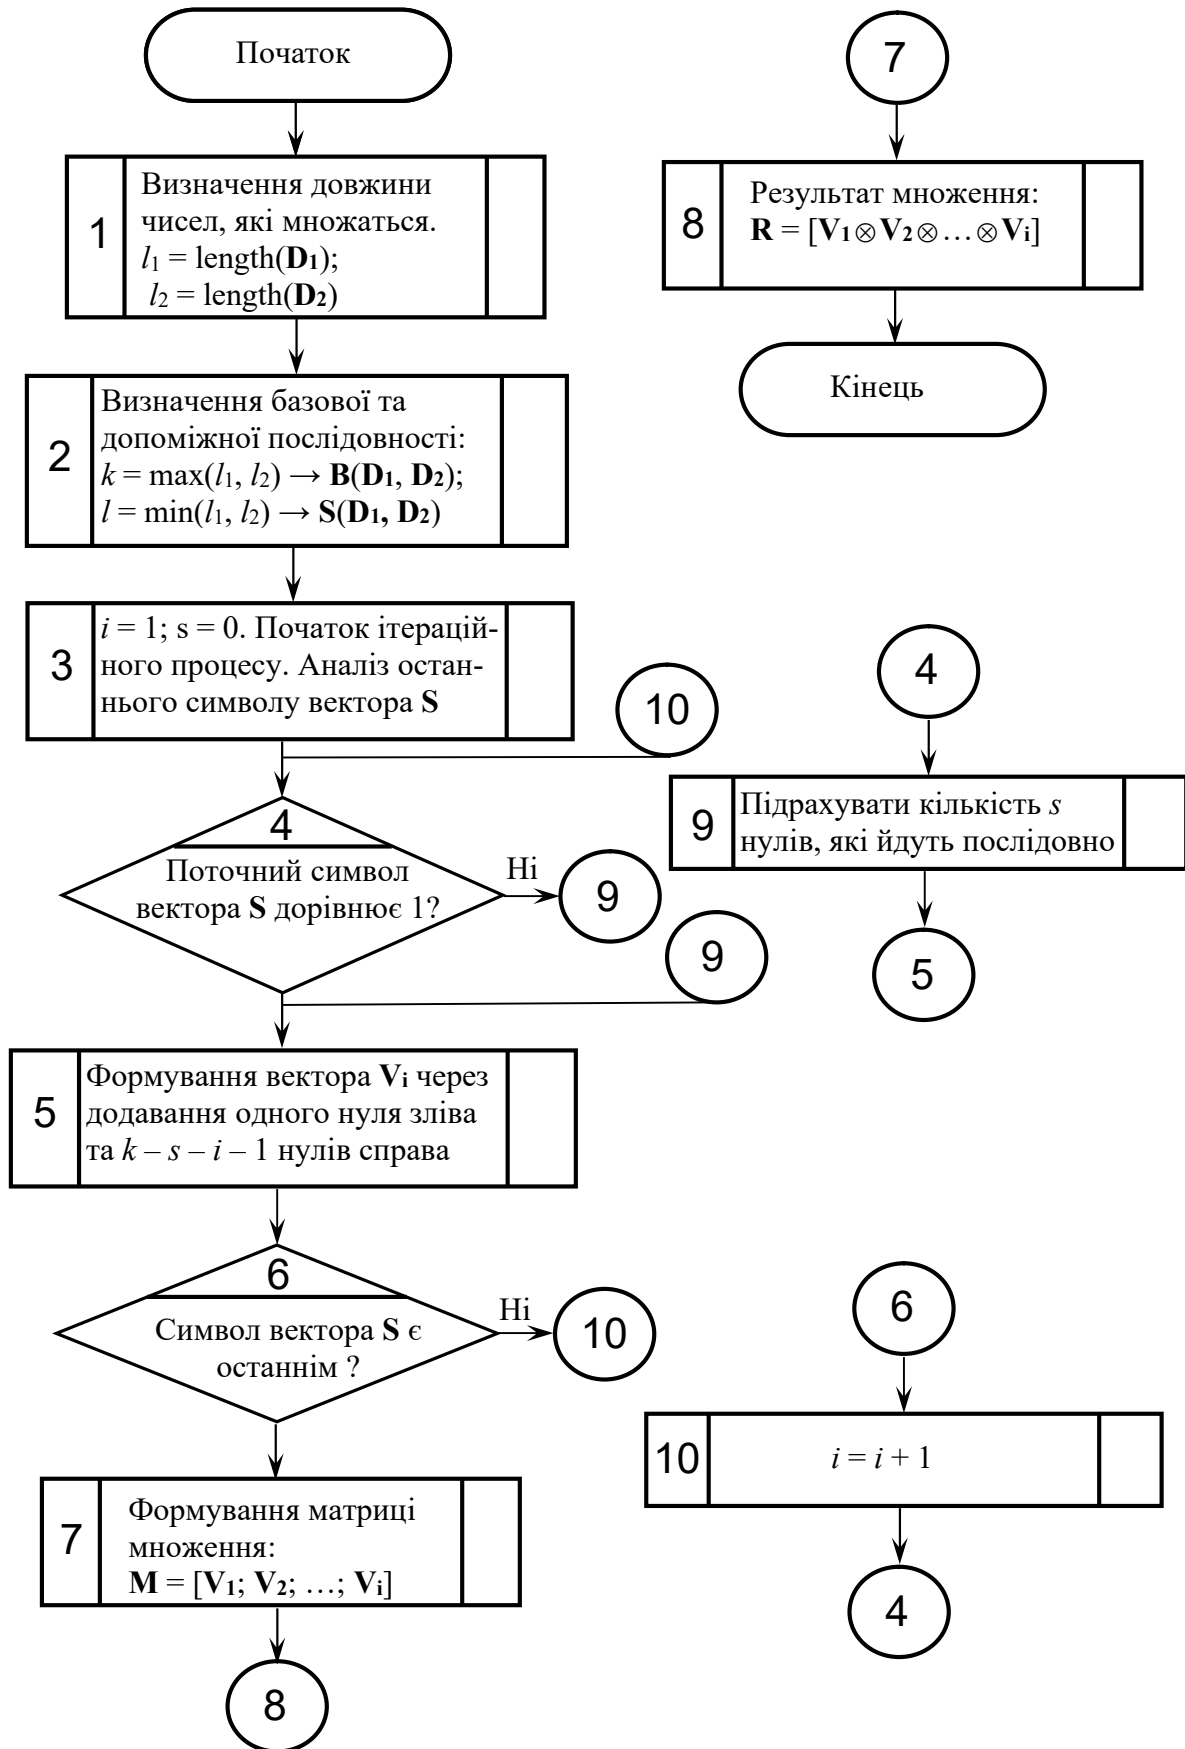 Початок
1
Визначення довжини
чисел, які множаться.
l₁ = length(D₁);
l₂ = length(D₂)
2
Визначення базової та
допоміжної послідовності:
k = max(l₁, l₂) → B(D₁, D₂);
l = min(l₁, l₂) → S(D₁, D₂)
3
i = 1; s = 0. Початок ітерацій-
ного процесу. Аналіз остан-
нього символу вектора S
10
4
Поточний символ
вектора S дорівнює 1?
Ні
9
9
5
Формування вектора Vᵢ через
додавання одного нуля зліва
та k – s – i – 1 нулів справа
6
Символ вектора S є
останнім ?
Ні
10
7
Формування матриці
множення:
M = [V₁; V₂; …; Vᵢ]
8
7
8
Результат множення:
R = [V₁⊗V₂⊗…⊗Vᵢ]
Кінець
4
9
Підрахувати кількість s
нулів, які йдуть послідовно
5
6
10
i = i + 1
4